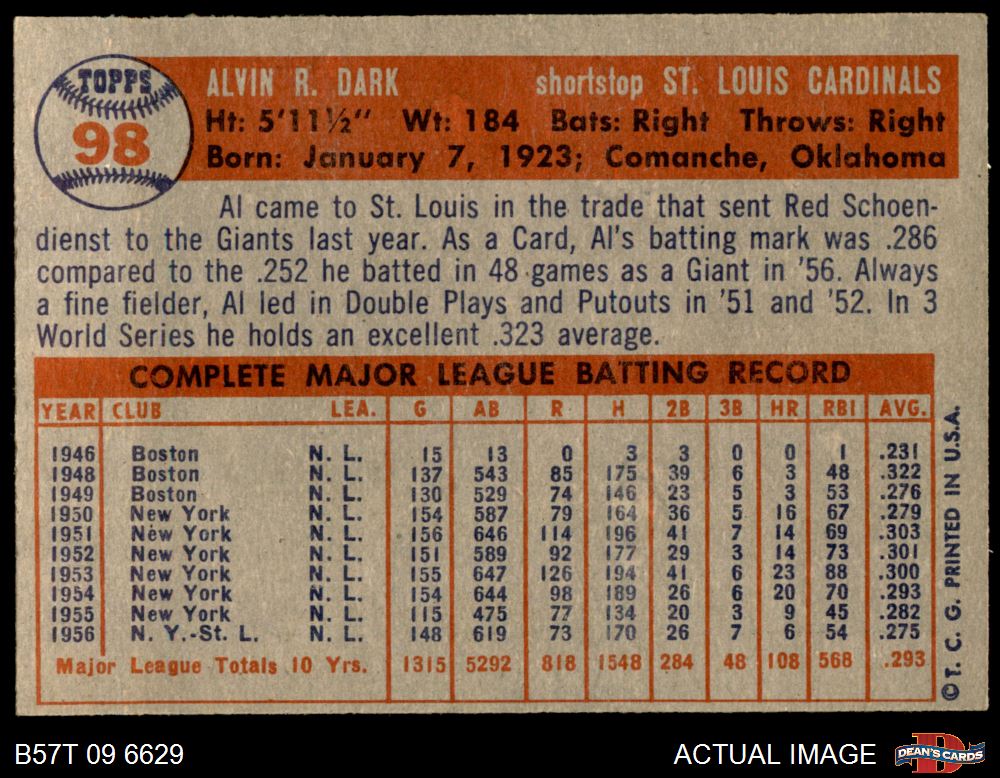 TOPPS
98
ALVIN R. DARK shortstop ST. LOUIS CARDINALS
Ht: 5'11½" Wt: 184 Bats: Right Throws: Right
Born: January 7, 1923; Comanche, Oklahoma
Al came to St. Louis in the trade that sent Red Schoen-
dienst to the Giants last year. As a Card, Al's batting mark was .286
compared to the .252 he batted in 48 games as a Giant in '56. Always
a fine fielder, Al led in Double Plays and Putouts in '51 and '52. In 3
World Series he holds an excellent .323 average.
COMPLETE MAJOR LEAGUE BATTING RECORD
YEAR CLUB LEA. G AB R H 2B 3B HR RBI AVG.
1946 Boston N. L. 15 13 0 3 3 0 0 1 .231
1948 Boston N. L. 137 543 85 175 39 6 3 48 .322
1949 Boston N. L. 130 529 74 146 23 5 3 53 .276
1950 New York N. L. 154 587 79 164 36 5 16 67 .279
1951 New York N. L. 156 646 114 196 41 7 14 69 .303
1952 New York N. L. 151 589 92 177 29 3 14 73 .301
1953 New York N. L. 155 647 126 194 41 6 23 88 .300
1954 New York N. L. 154 644 98 189 26 6 20 70 .293
1955 New York N. L. 115 475 77 134 20 3 9 45 .282
1956 N. Y.-St. L. N. L. 148 619 73 170 26 7 6 54 .275
Major League Totals 10 Yrs. 1315 5292 818 1548 284 48 108 568 .293
©T. C. G. PRINTED IN U.S.A.
B57T 09 6629 ACTUAL IMAGE
DEAN'S CARDS